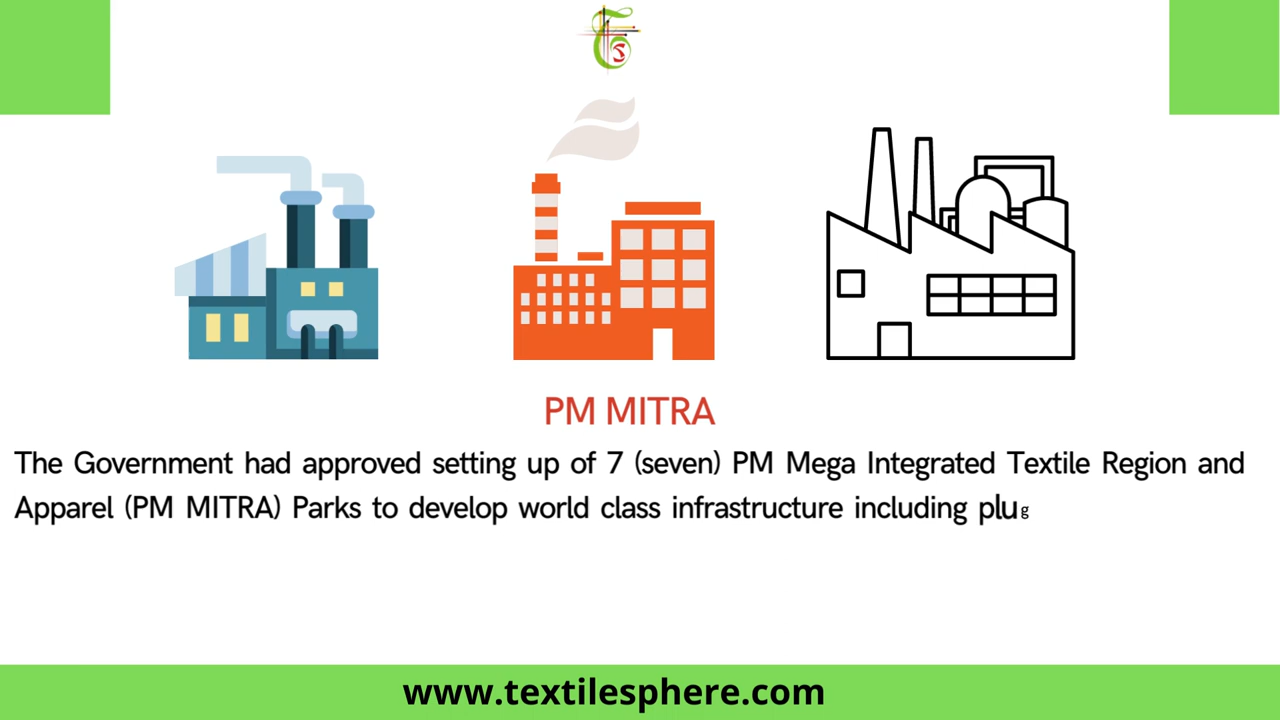 PM MITRA
The Government had approved setting up of 7 (seven) PM Mega Integrated Textile Region and
Apparel (PM MITRA) Parks to develop world class infrastructure including plug
www.textilesphere.com